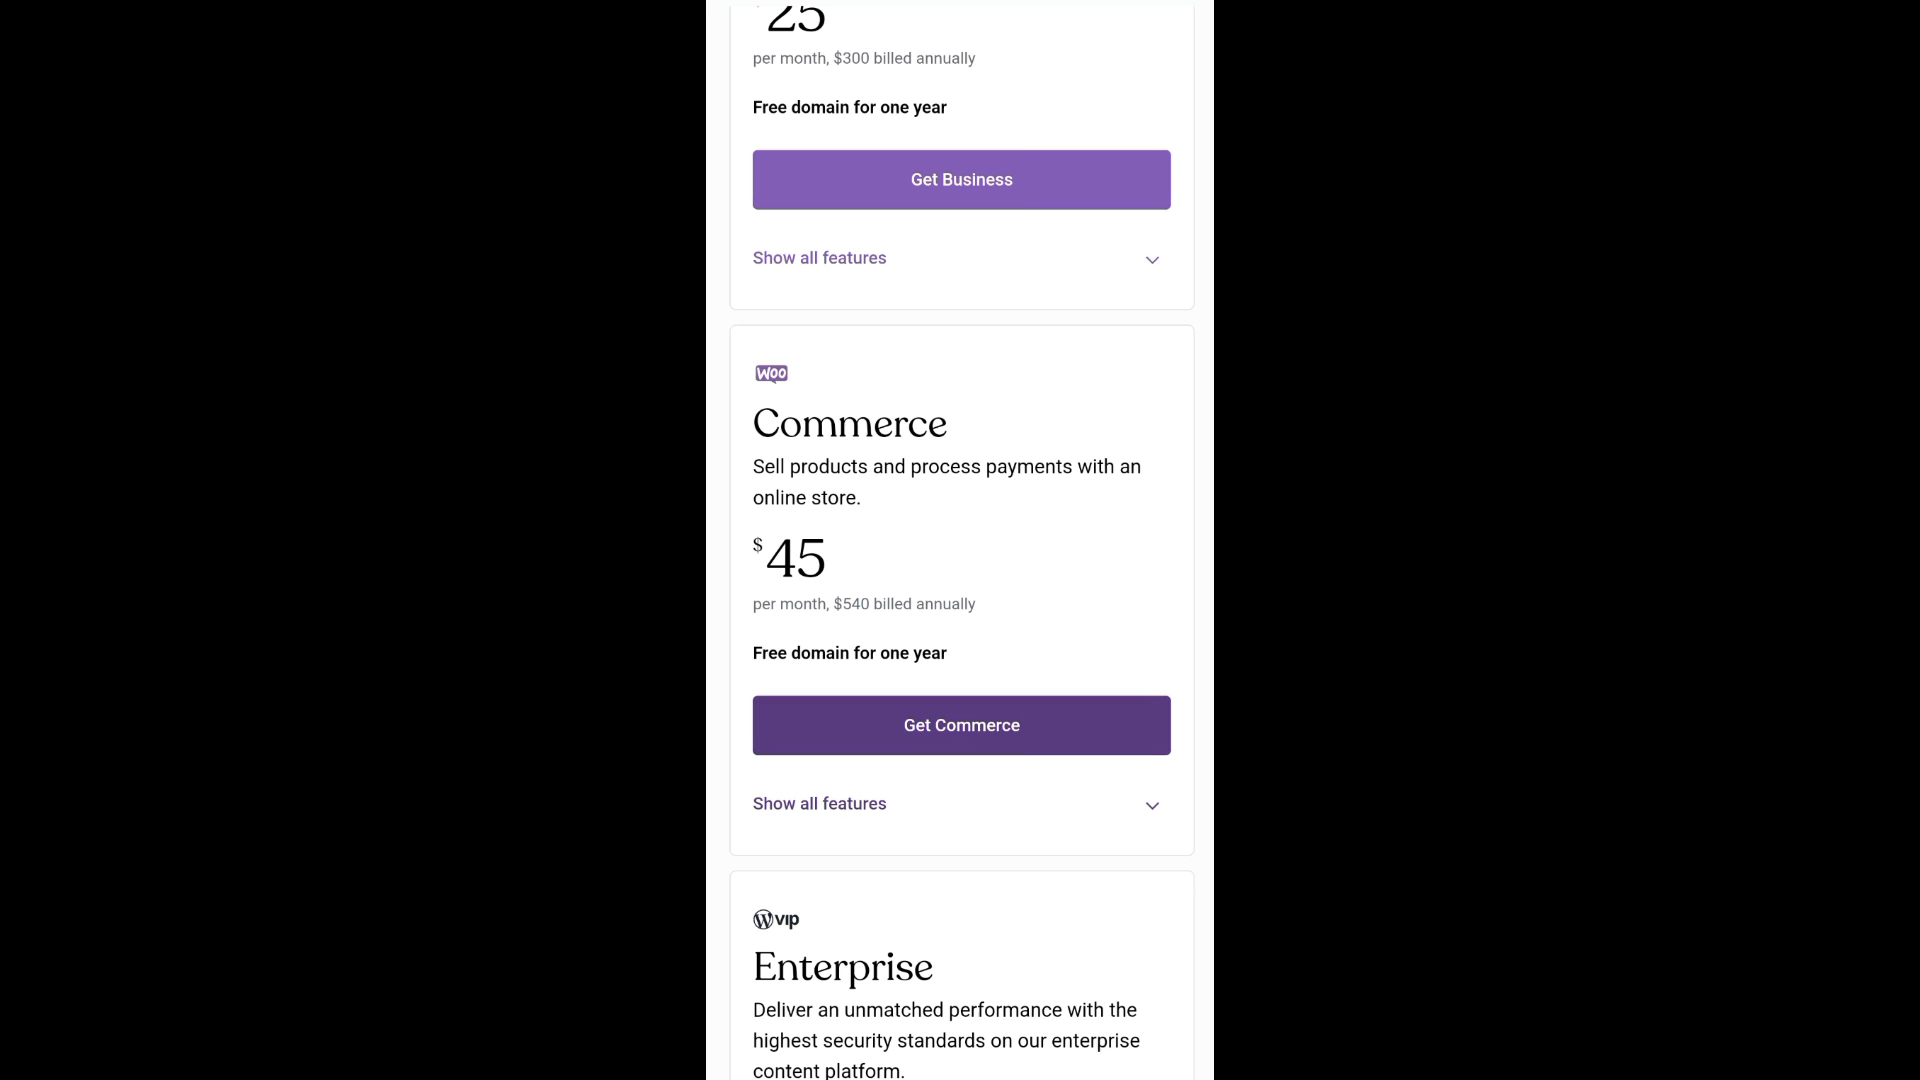 $25
per month, $300 billed annually
Free domain for one year
Get Business
Show all features
Woo
Commerce
Sell products and process payments with an
online store.
$45
per month, $540 billed annually
Free domain for one year
Get Commerce
Show all features
W vip
Enterprise
Deliver an unmatched performance with the
highest security standards on our enterprise
content platform.